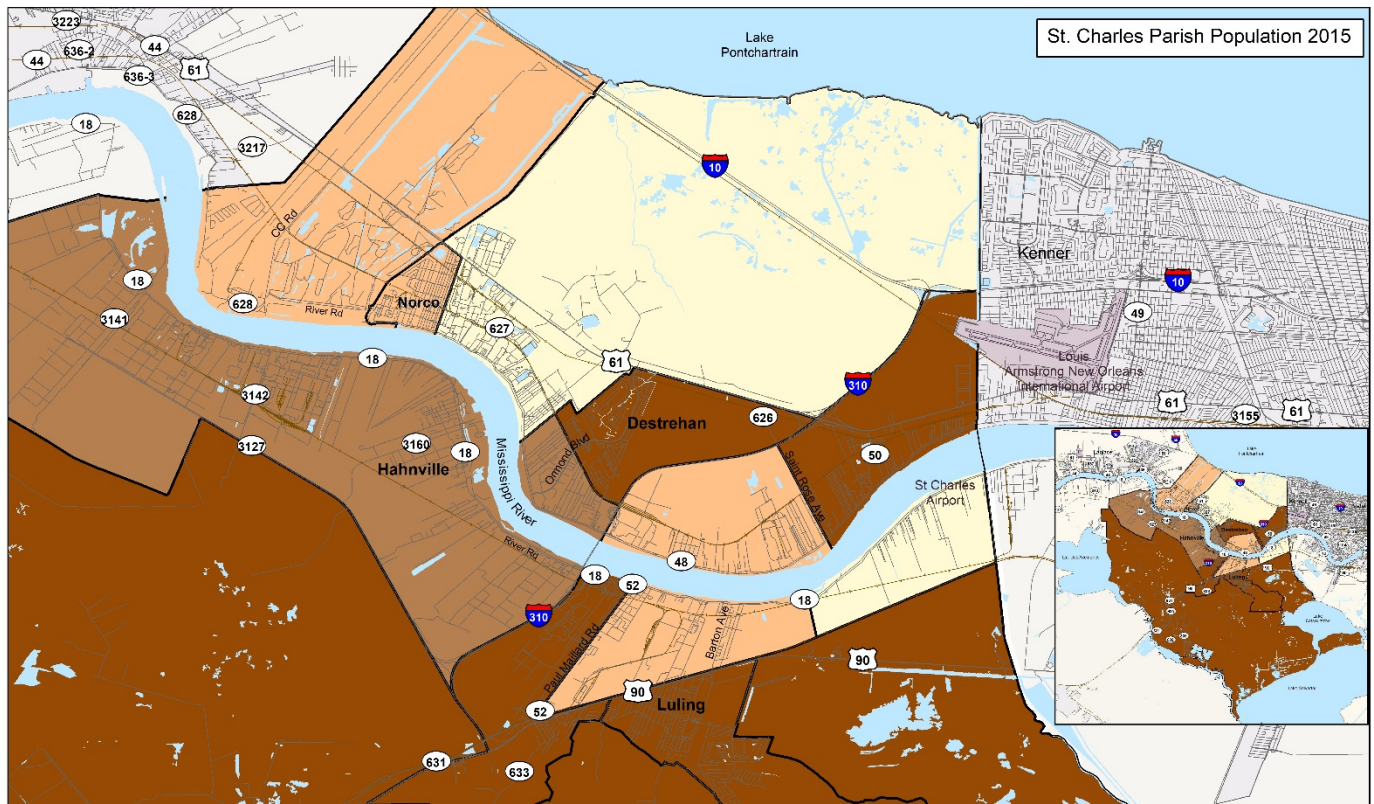 St. Charles Parish Population 2015
Lake
Pontchartrain
3223
636-2
44
44
636-3
61
18
628
3217
10
CC Rd
Kenner
10
18
3141
628
River Rd
Norco
627
49
18
61
Louis
Armstrong New Orleans
International Airport
310
3142
61
3155
61
626
Destrehan
3127
3160
18
Hahnville
Mississippi River
Ormond Blvd
Saint Rose Ave
50
St Charles
Airport
River Rd
48
18
52
18
310
Paul Maillard Rd
Barton Ave
90
90
52
Luling
631
633
Hahnville
Destrehan
Luling